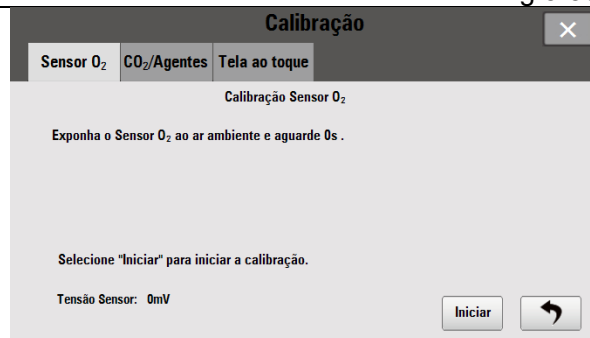 Calibração
Sensor O₂ CO₂/Agentes Tela ao toque
Calibração Sensor O₂
Exponha o Sensor O₂ ao ar ambiente e aguarde 0s .
Selecione "Iniciar" para iniciar a calibração.
Tensão Sensor: 0mV
Iniciar